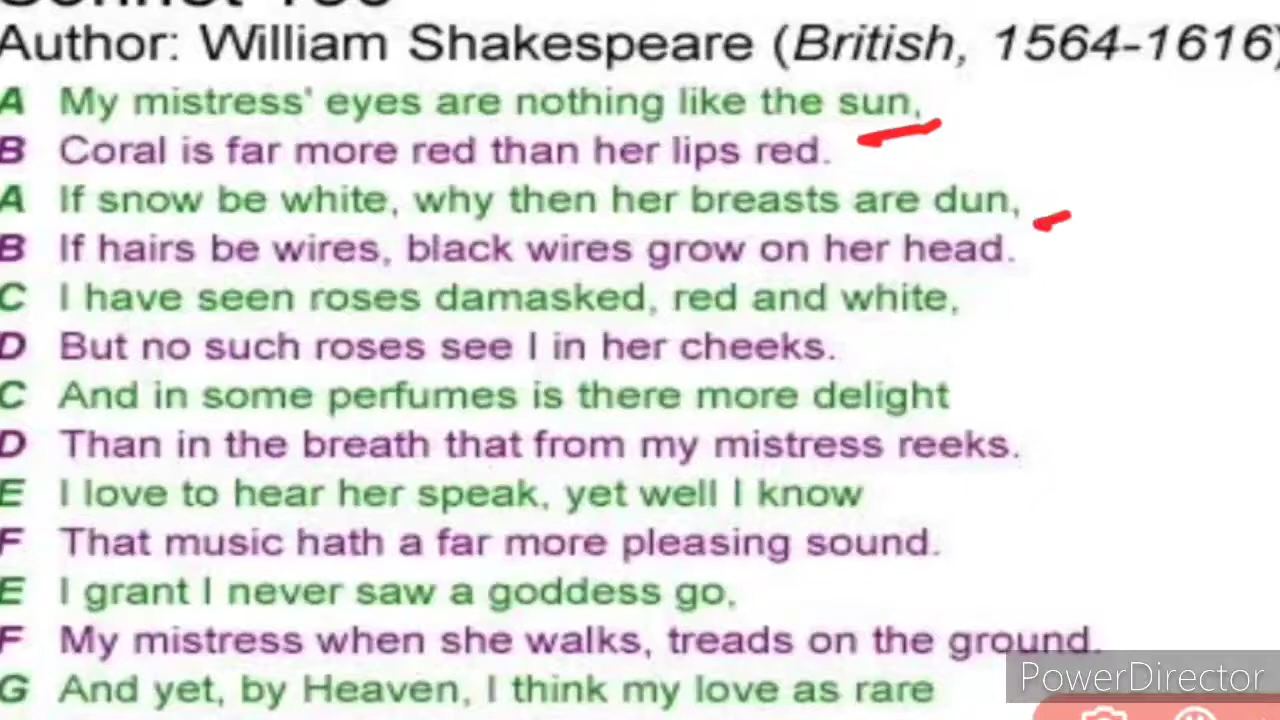 Author: William Shakespeare (British, 1564-1616)
A My mistress' eyes are nothing like the sun,
B Coral is far more red than her lips red.
A If snow be white, why then her breasts are dun,
B If hairs be wires, black wires grow on her head.
C I have seen roses damasked, red and white,
D But no such roses see I in her cheeks.
C And in some perfumes is there more delight
D Than in the breath that from my mistress reeks.
E I love to hear her speak, yet well I know
F That music hath a far more pleasing sound.
E I grant I never saw a goddess go,
F My mistress when she walks, treads on the ground.
G And yet, by Heaven, I think my love as rare
PowerDirector